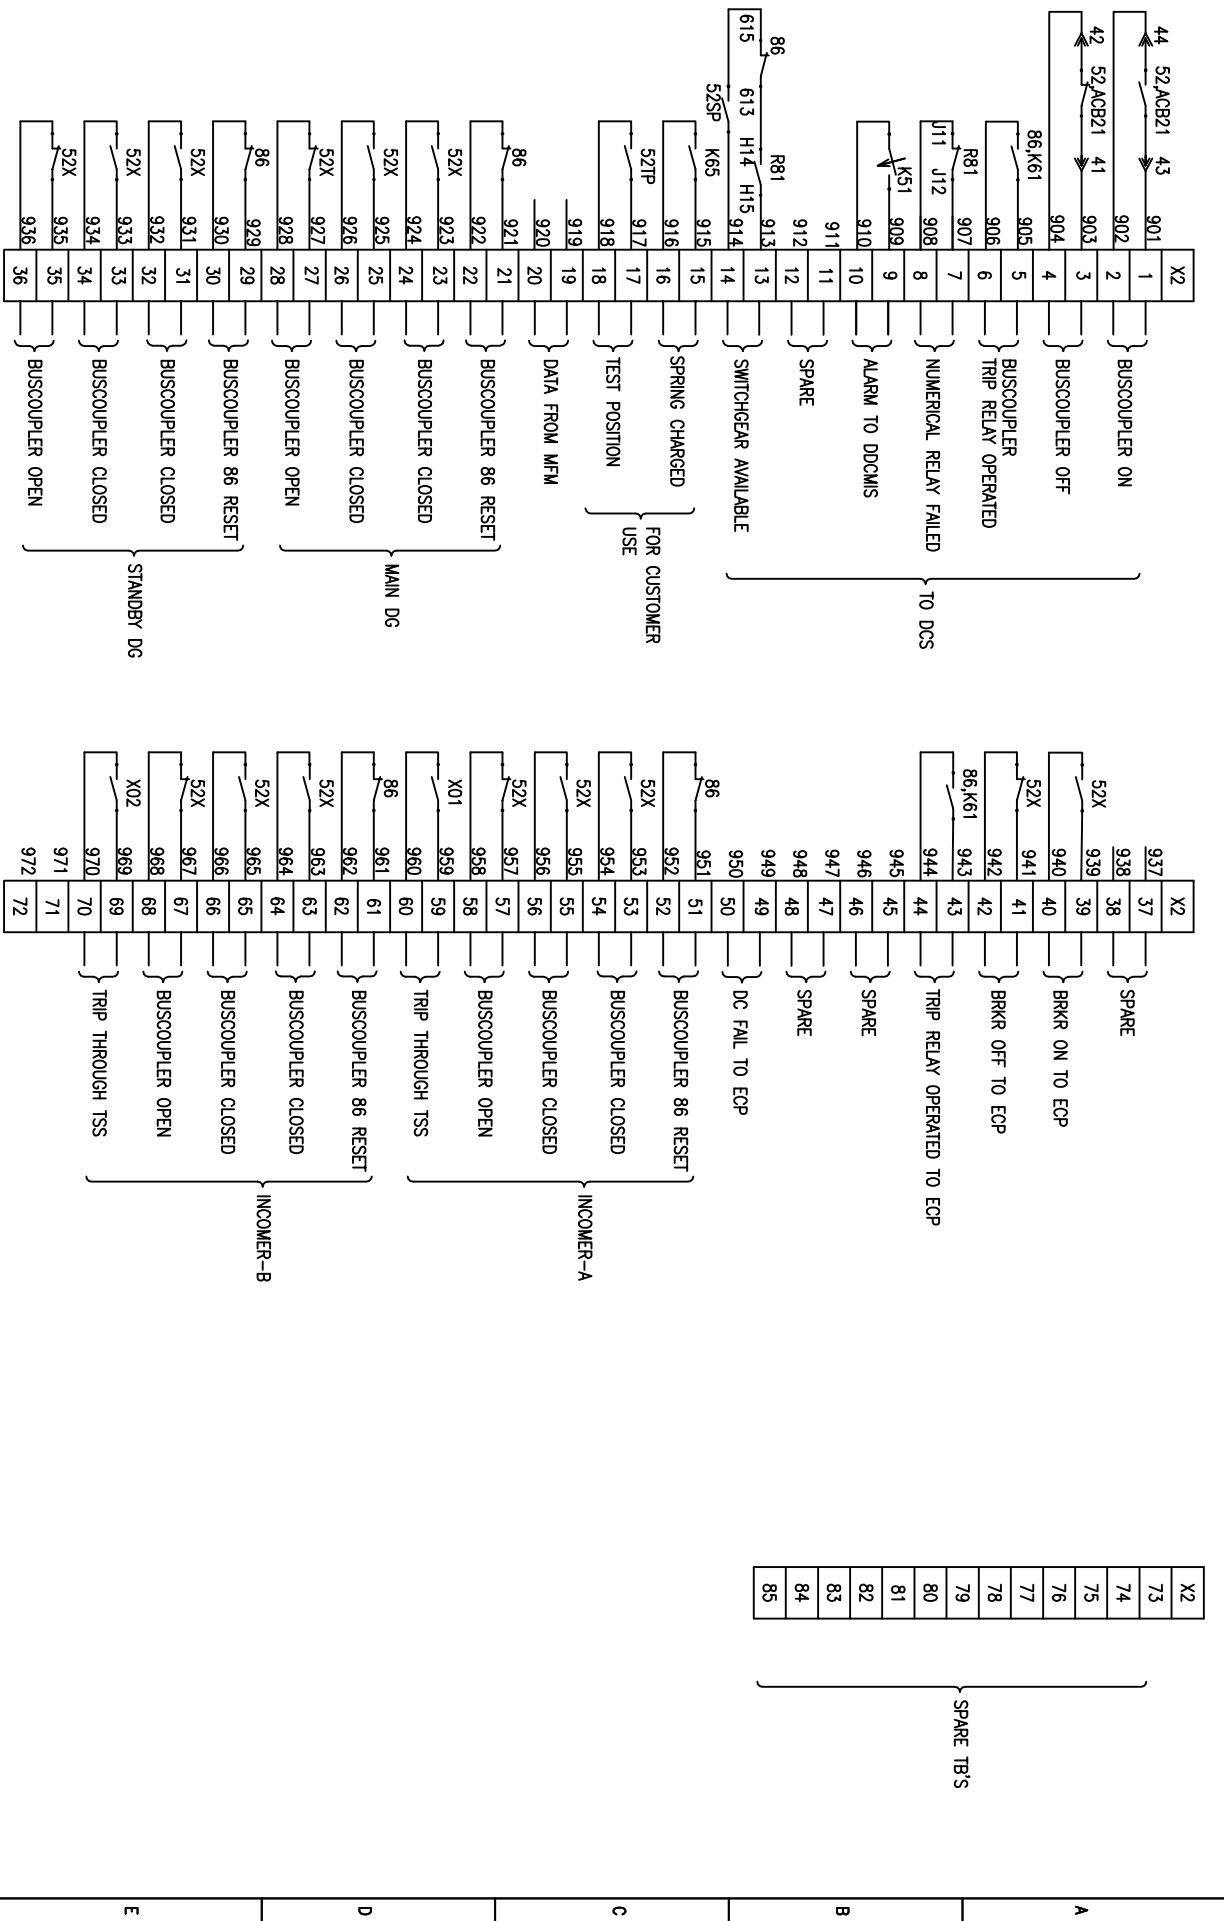 X2
901 1
902 2
BUSCOUPLER ON
44 52,ACB21 43
903 3
904 4
BUSCOUPLER OFF
42 52,ACB21 41
905 5
906 6
BUSCOUPLER
TRIP RELAY OPERATED
86,K61
907 7
908 8
NUMERICAL RELAY FAILED
R81
J11 J12
909 9
910 10
ALARM TO DDCMIS
K51
911 11
912 12
SPARE
913 13
914 14
SWITCHGEAR AVAILABLE
86 R81
615 613 H14 H15
52SP
TO DCS
915 15
916 16
SPRING CHARGED
K65
917 17
918 18
TEST POSITION
52TP
FOR CUSTOMER
USE
919 19
920 20
DATA FROM MFM
921 21
922 22
BUSCOUPLER 86 RESET
86
923 23
924 24
BUSCOUPLER CLOSED
52X
925 25
926 26
BUSCOUPLER CLOSED
52X
927 27
928 28
BUSCOUPLER OPEN
52X
MAIN DG
929 29
930 30
BUSCOUPLER 86 RESET
86
931 31
932 32
BUSCOUPLER CLOSED
52X
933 33
934 34
BUSCOUPLER CLOSED
52X
935 35
936 36
BUSCOUPLER OPEN
52X
STANDBY DG
X2
937 37
938 38
SPARE
939 39
940 40
BRKR ON TO ECP
52X
941 41
942 42
BRKR OFF TO ECP
52X
943 43
944 44
TRIP RELAY OPERATED TO ECP
86,K61
945 45
946 46
SPARE
947 47
948 48
SPARE
949 49
950 50
DC FAIL TO ECP
951 51
952 52
BUSCOUPLER 86 RESET
86
953 53
954 54
BUSCOUPLER CLOSED
52X
955 55
956 56
BUSCOUPLER CLOSED
52X
957 57
958 58
BUSCOUPLER OPEN
52X
959 59
960 60
TRIP THROUGH TSS
X01
INCOMER-A
961 61
962 62
BUSCOUPLER 86 RESET
86
963 63
964 64
BUSCOUPLER CLOSED
52X
965 65
966 66
BUSCOUPLER CLOSED
52X
967 67
968 68
BUSCOUPLER OPEN
52X
969 69
970 70
TRIP THROUGH TSS
X02
INCOMER-B
971 71
972 72
X2
73
74
75
76
77
78
79
80
81
82
83
84
85
SPARE TB'S
A
B
C
D
E